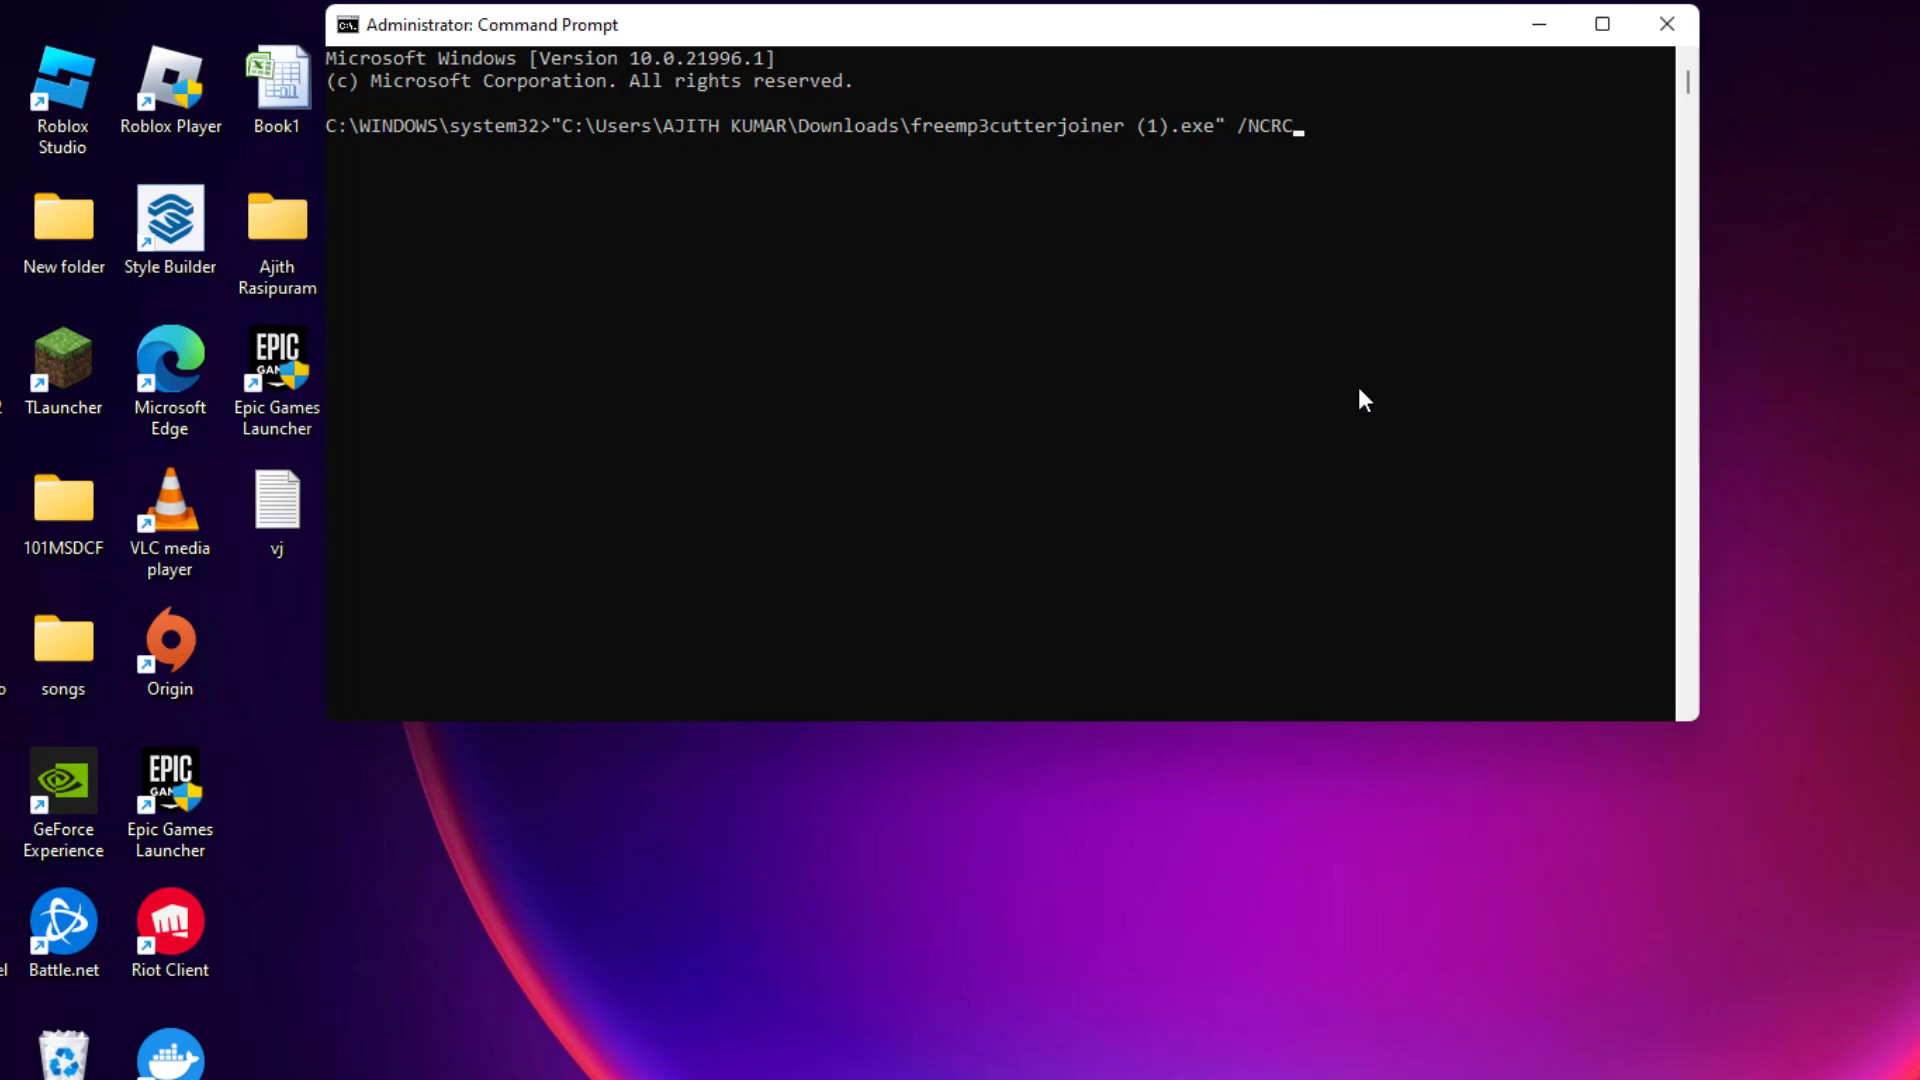 Administrator: Command Prompt
Microsoft Windows [Version 10.0.21996.1]
(c) Microsoft Corporation. All rights reserved.
C:\WINDOWS\system32>"C:\Users\AJITH KUMAR\Downloads\freemp3cutterjoiner (1).exe" /NCRC
Roblox
Studio
Roblox Player
Book1
New folder
Style Builder
Ajith
Rasipuram
TLauncher
Microsoft
Edge
EPIC
Epic Games
Launcher
101MSDCF
VLC media
player
vj
songs
Origin
GeForce
Experience
EPIC
Epic Games
Launcher
Battle.net
Riot Client